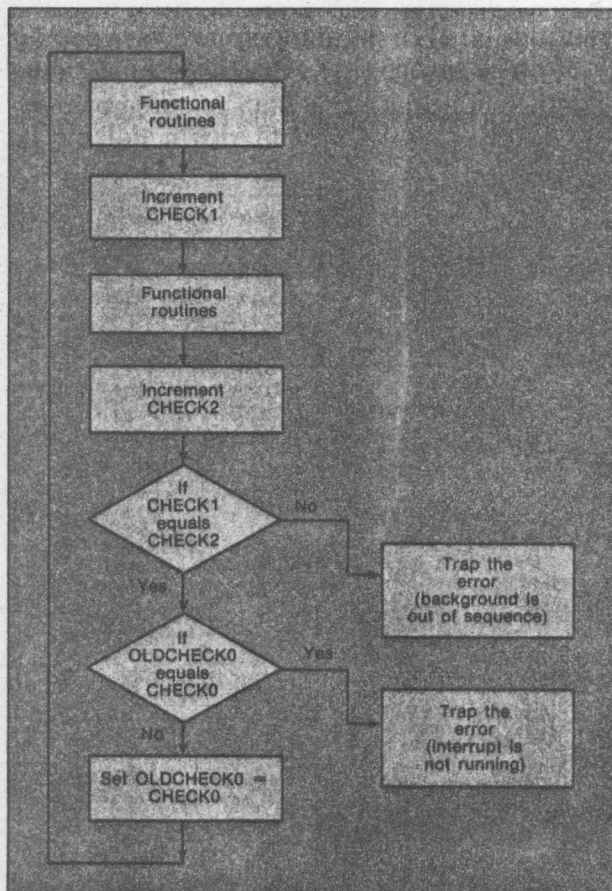 Functional
routines
Increment
CHECK1
Functional
routines
Increment
CHECK2
If
CHECK1
equals
CHECK2
No
Trap the
error
(background is
out of sequence)
Yes
If
OLDCHECK0
equals
CHECK0
Yes
Trap the
error
(interrupt is
not running)
No
Set OLDCHECK0 =
CHECK0